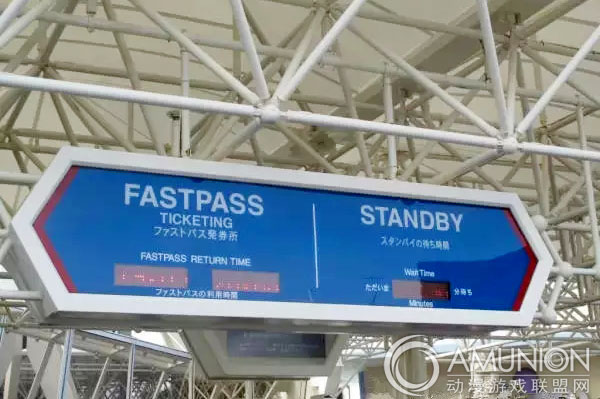 FASTPASS
TICKETING
ファストパス発券所
FASTPASS RETURN TIME
ファストパスの利用時間
STANDBY
スタンバイの待ち時間
Wait Time
ただいま 分待ち
Minutes
AMUNION
动漫游戏联盟网